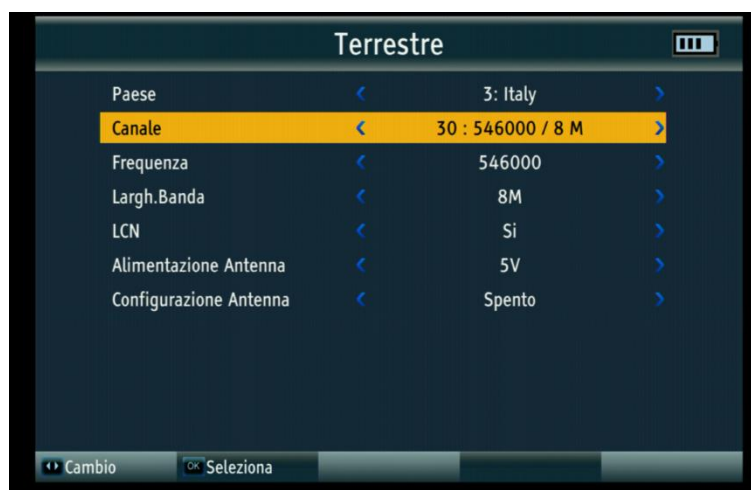 Terrestre
Paese 3: Italy
Canale 30 : 546000 / 8 M
Frequenza 546000
Largh.Banda 8M
LCN Si
Alimentazione Antenna 5V
Configurazione Antenna Spento
Cambio OK Seleziona